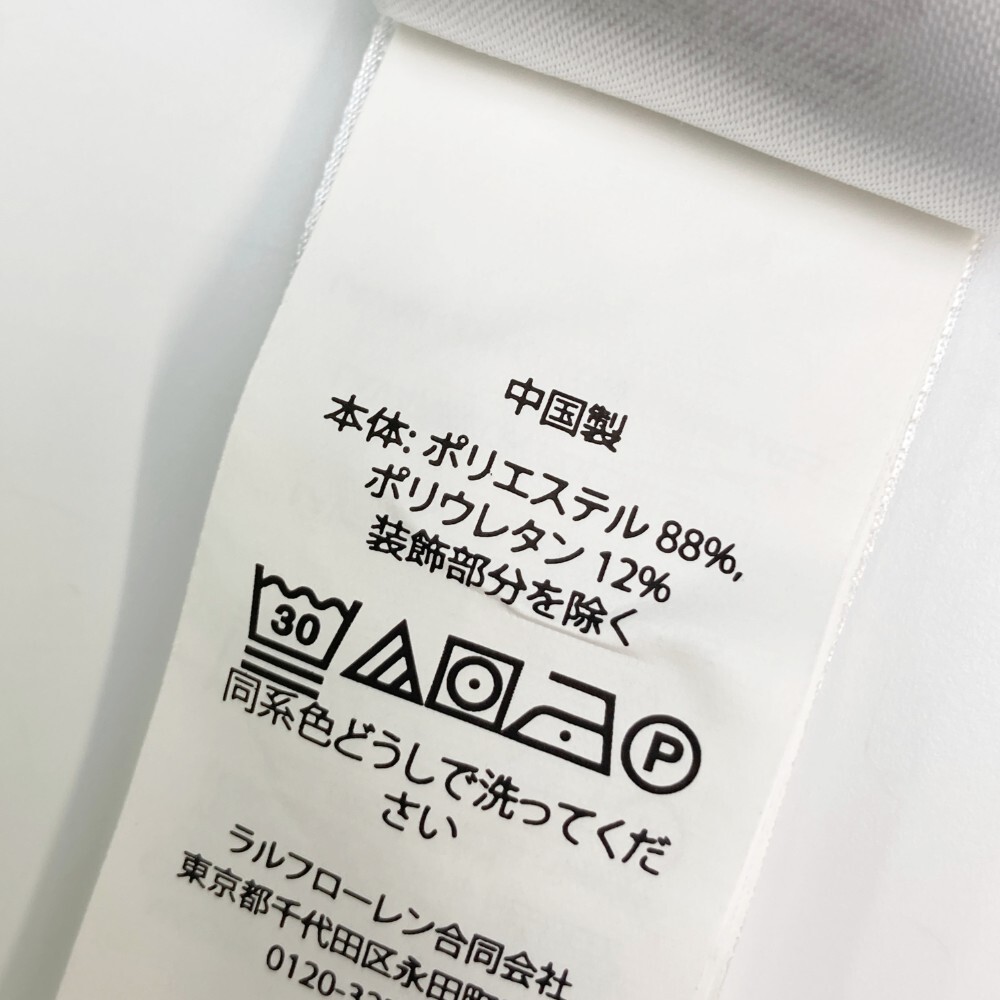 中国製
本体: ポリエステル 88%,
ポリウレタン 12%
装飾部分を除く
30
P
同系色どうしで洗ってくだ
さい
ラルフローレン合同会社
東京都千代田区永田町
0120-32